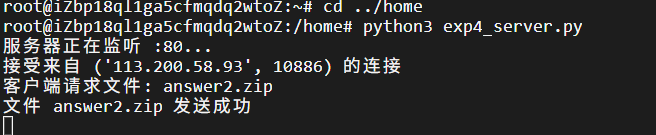 root@iZbp18ql1ga5cfmqdq2wtoZ:~# cd ../home
root@iZbp18ql1ga5cfmqdq2wtoZ:/home# python3 exp4_server.py
服务器正在监听 :80...
接受来自 ('113.200.58.93', 10886) 的连接
客户端请求文件: answer2.zip
文件 answer2.zip 发送成功